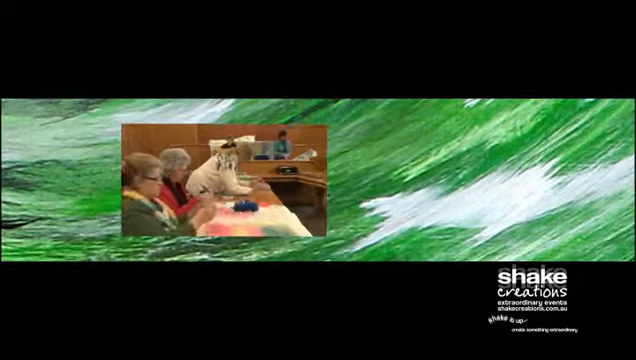 shake
creations
extraordinary events
shakecreations.com.au
shake it up...
create something extraordinary